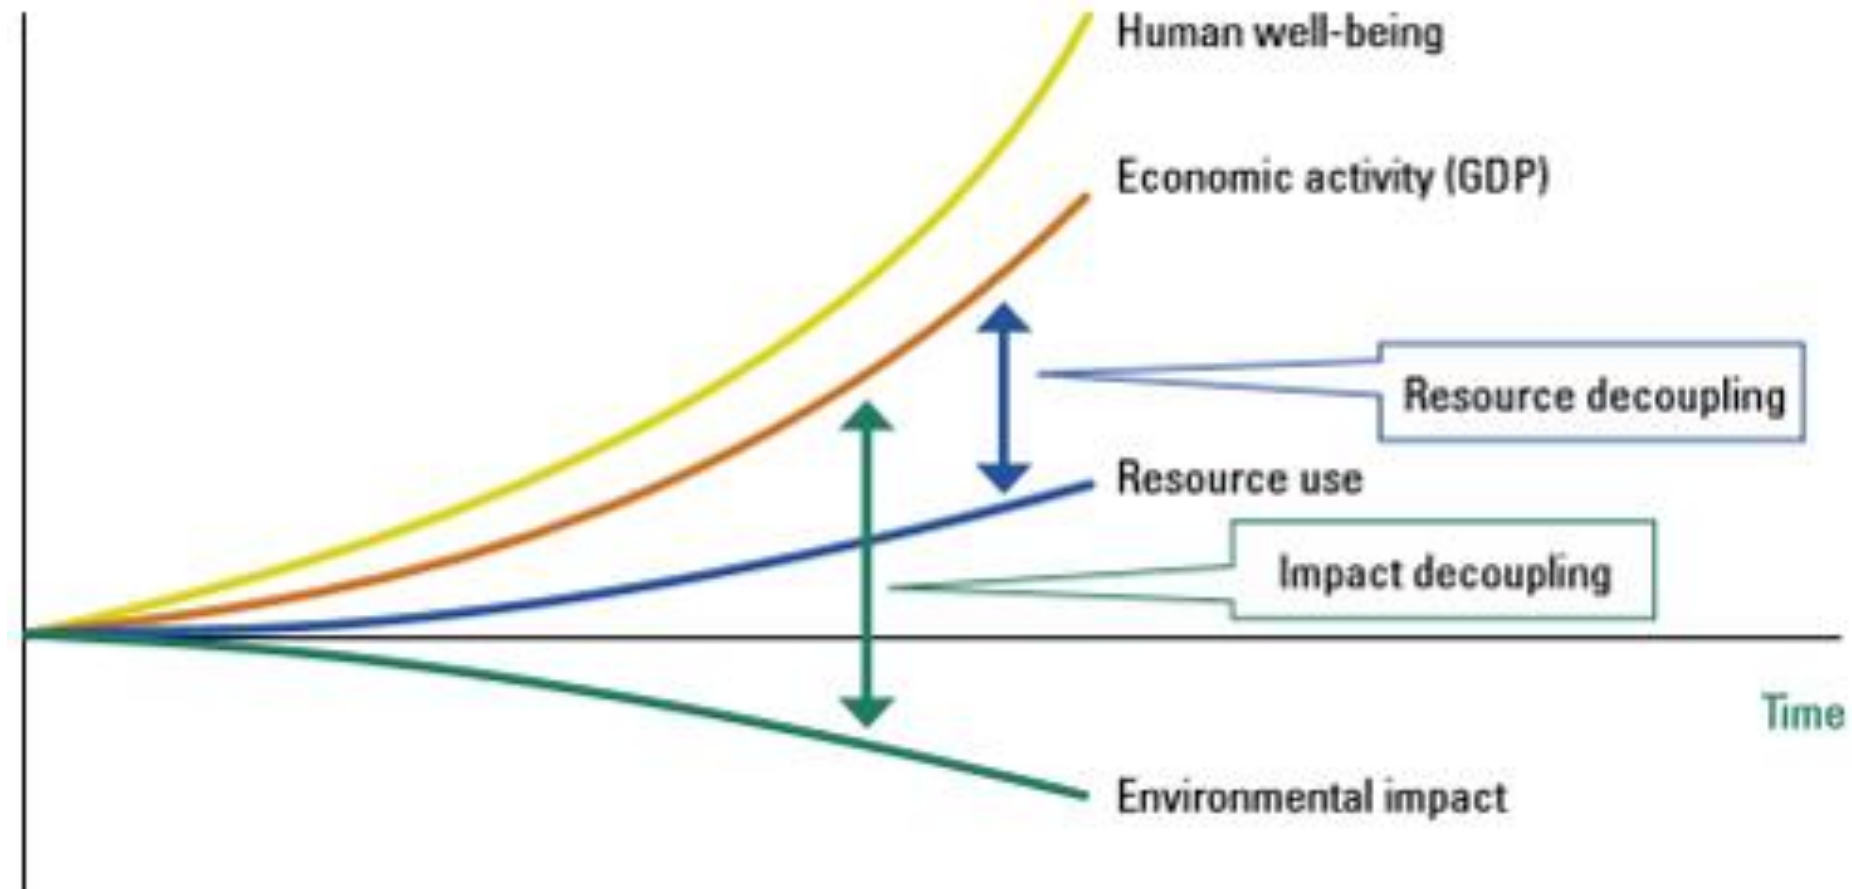 Human well-being
Economic activity (GDP)
Resource decoupling
Resource use
Impact decoupling
Time
Environmental impact